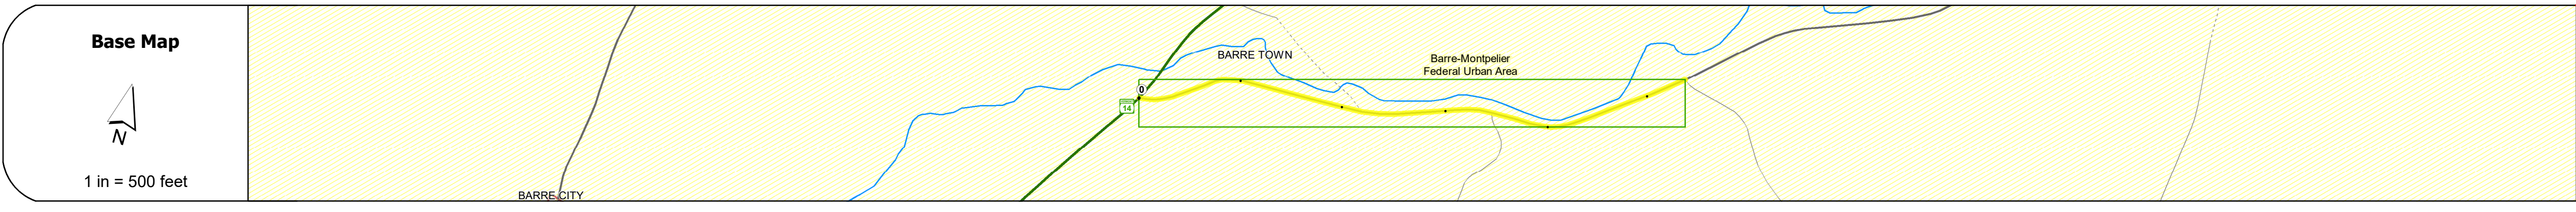 Base Map
N
1 in = 500 feet
BARRE CITY
14
0
BARRE TOWN
Barre-Montpelier
Federal Urban Area